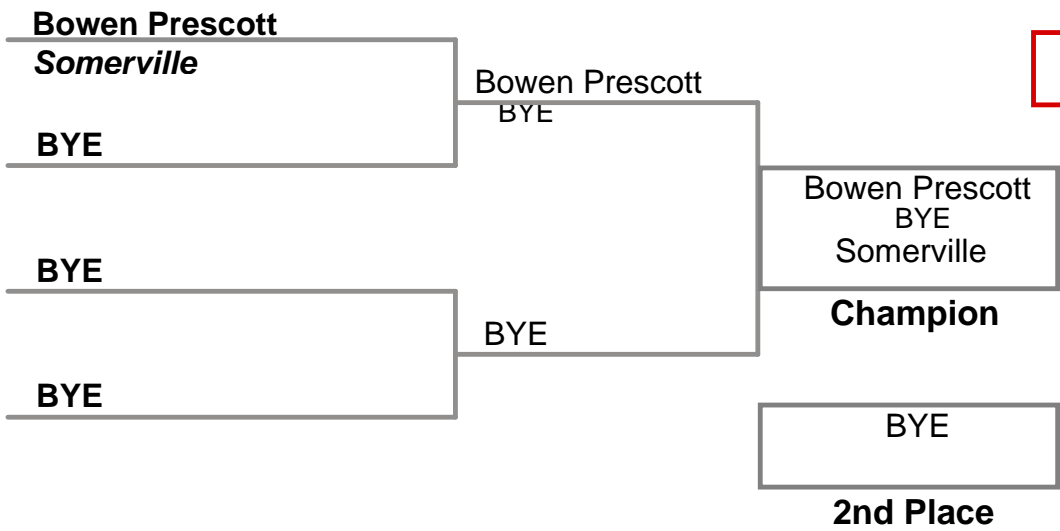 Bowen Prescott
Somerville
BYE
BYE
BYE
Bowen Prescott
BYE
BYE
Bowen Prescott
BYE
Somerville
Champion
BYE
2nd Place